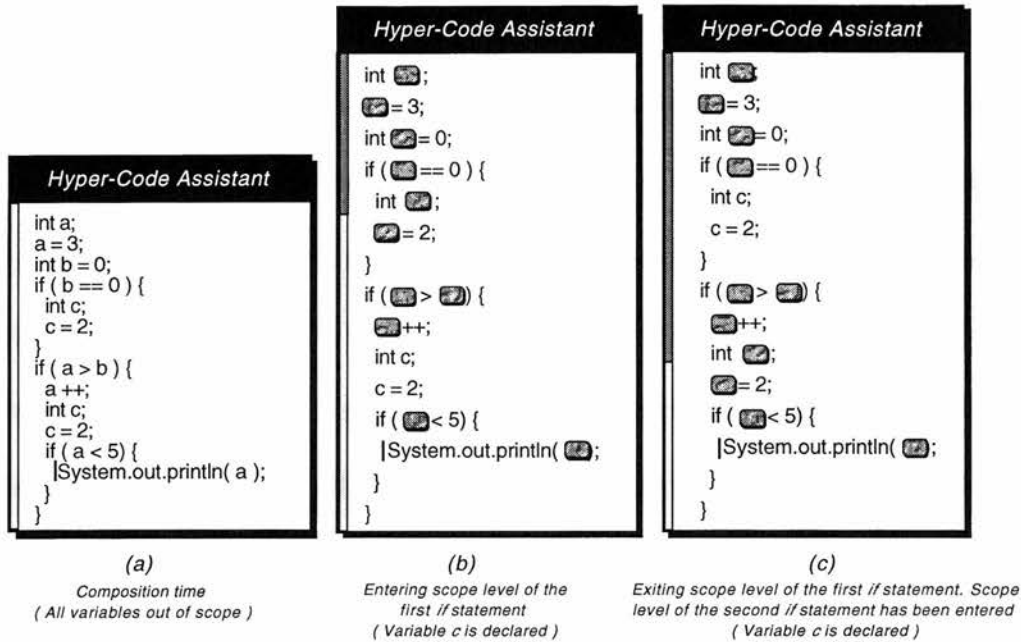 Hyper-Code Assistant
int a;
a = 3;
int b = 0;
if ( b == 0 ) {
int c;
c = 2;
}
if ( a > b ) {
a ++;
int c;
c = 2;
if ( a < 5) {
|System.out.println( a );
}
}
(a)
Composition time
( All variables out of scope )
Hyper-Code Assistant
int ;
= 3;
int = 0;
if ( == 0 ) {
int ;
= 2;
}
if ( > ) {
++;
int c;
c = 2;
if ( < 5) {
|System.out.println( ;
}
}
(b)
Entering scope level of the
first if statement
( Variable c is declared )
Hyper-Code Assistant
int ;
= 3;
int = 0;
if ( == 0 ) {
int c;
c = 2;
}
if ( > ) {
++;
int ;
= 2;
if ( < 5) {
|System.out.println( ;
}
}
(c)
Exiting scope level of the first if statement. Scope
level of the second if statement has been entered
( Variable c is declared )